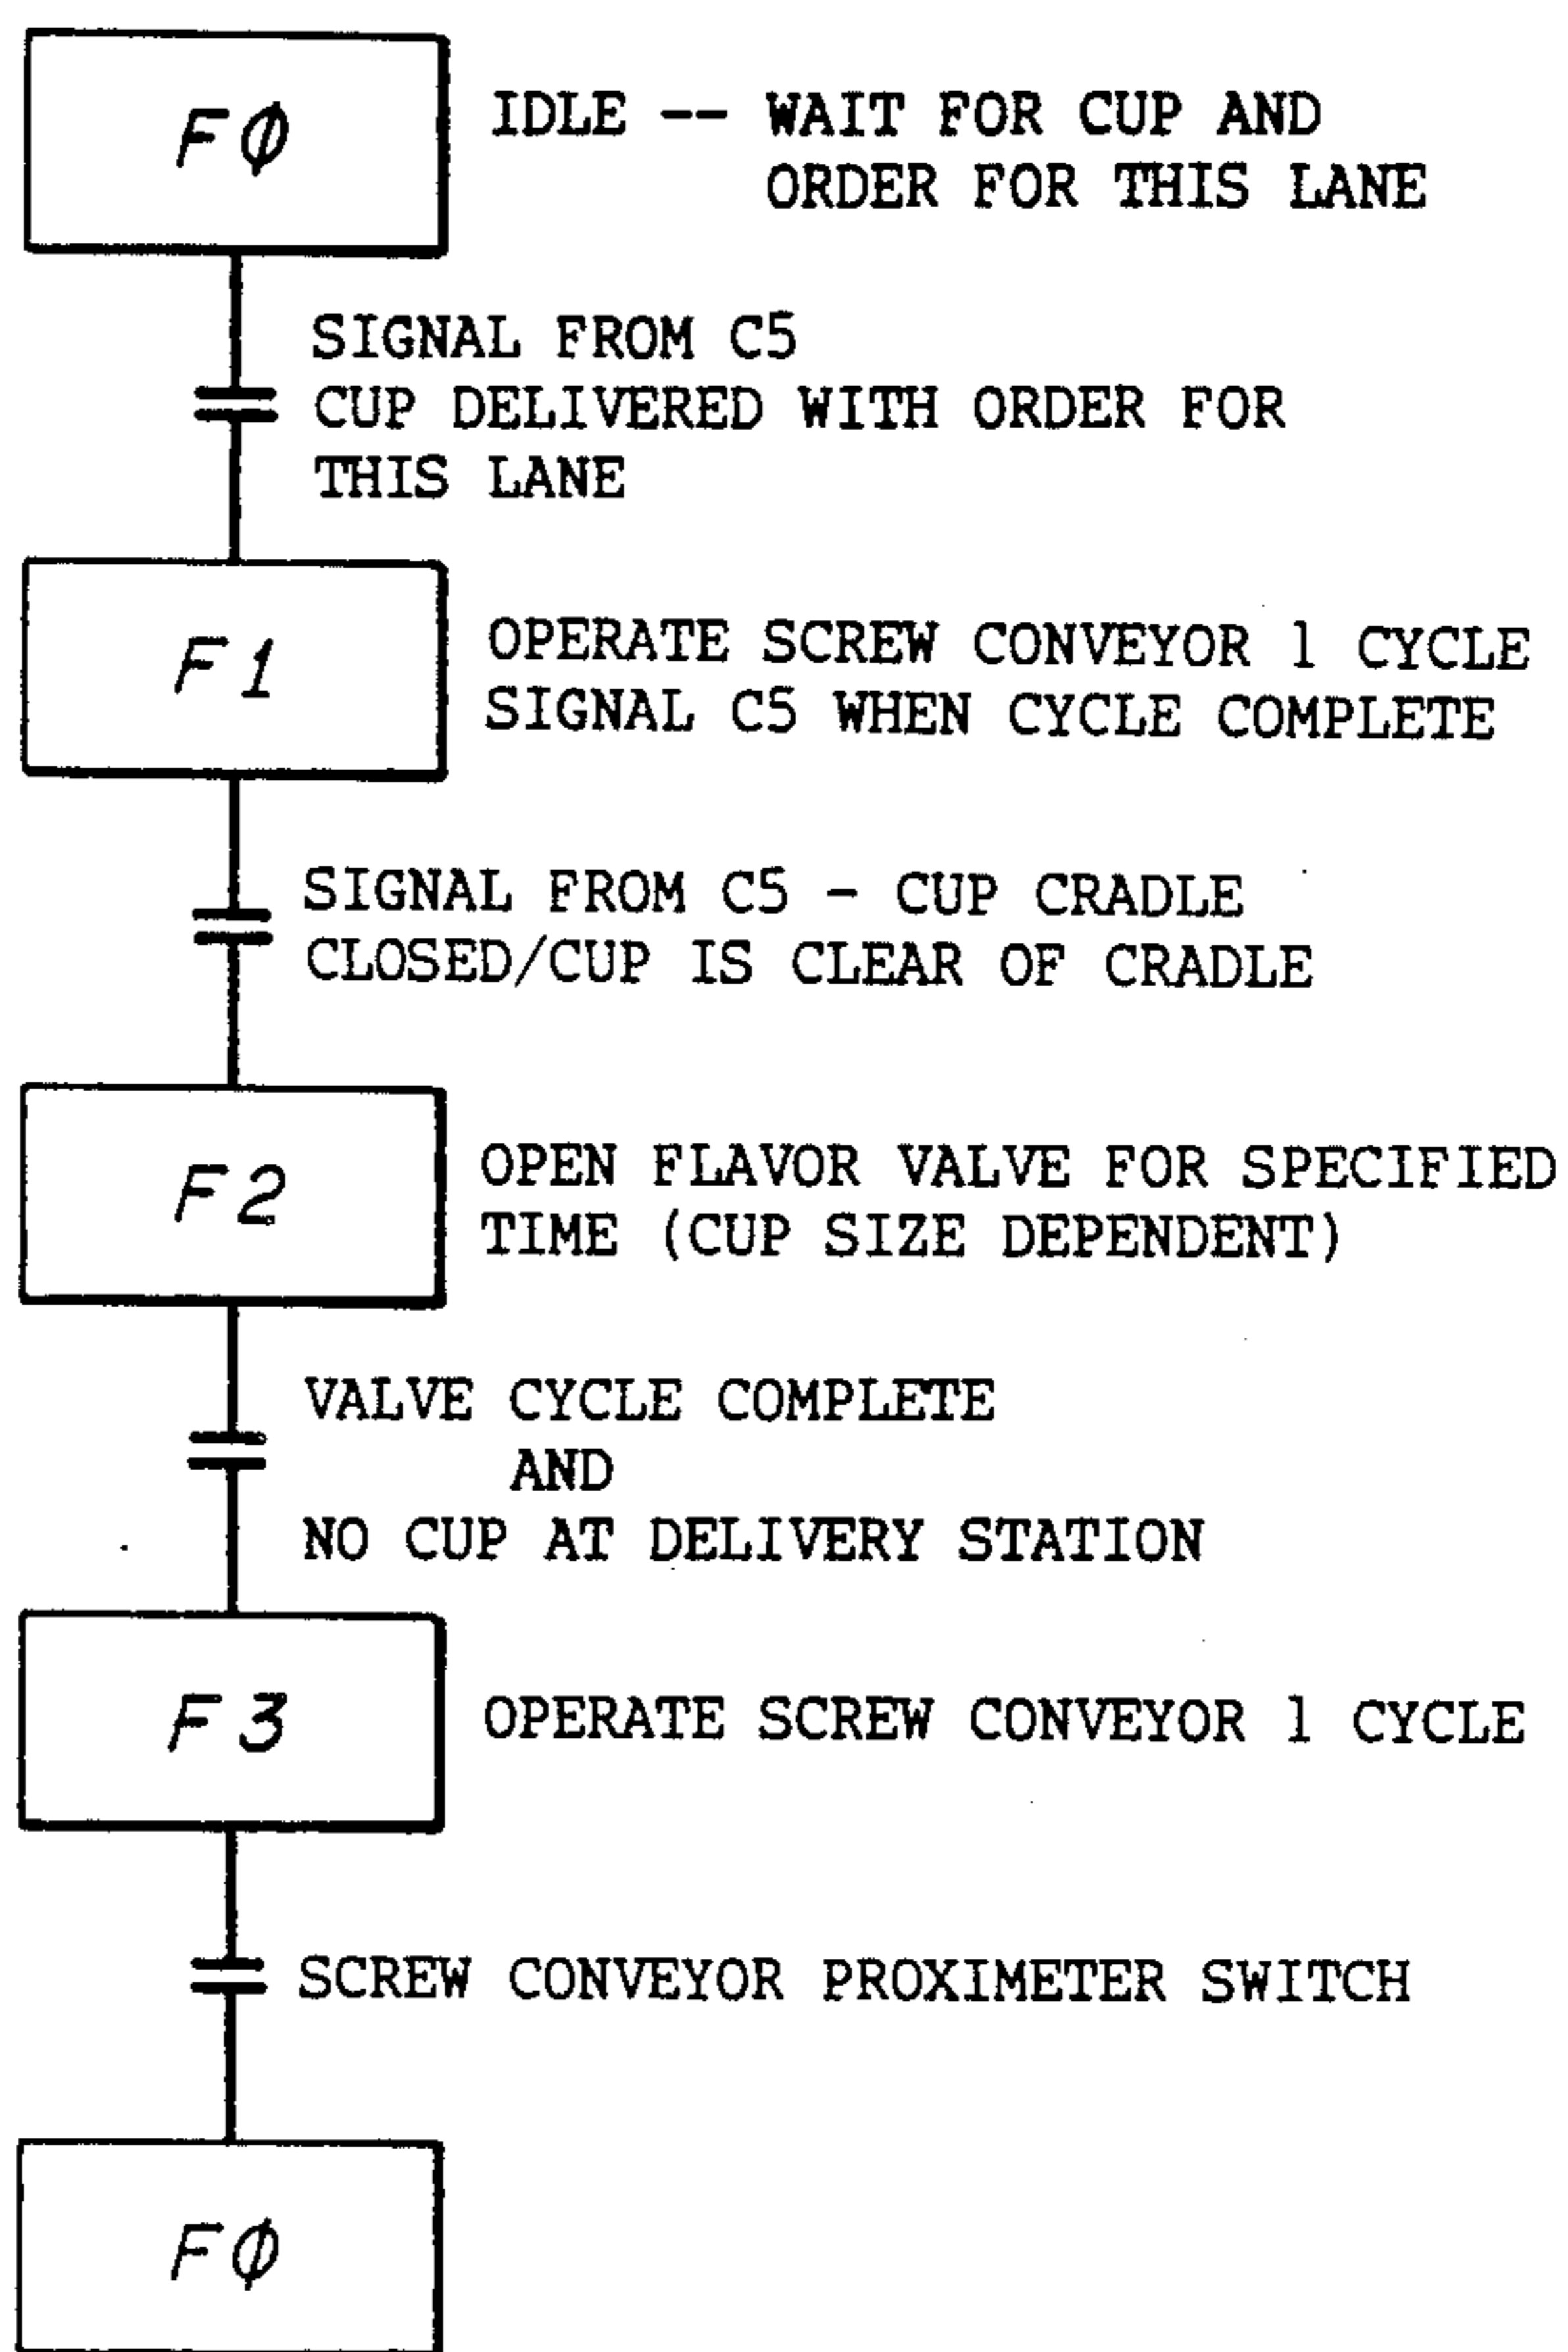 FØ
IDLE -- WAIT FOR CUP AND
ORDER FOR THIS LANE
SIGNAL FROM C5
CUP DELIVERED WITH ORDER FOR
THIS LANE
F1
OPERATE SCREW CONVEYOR 1 CYCLE
SIGNAL C5 WHEN CYCLE COMPLETE
SIGNAL FROM C5 - CUP CRADLE
CLOSED/CUP IS CLEAR OF CRADLE
F2
OPEN FLAVOR VALVE FOR SPECIFIED
TIME (CUP SIZE DEPENDENT)
VALVE CYCLE COMPLETE
AND
NO CUP AT DELIVERY STATION
F3
OPERATE SCREW CONVEYOR 1 CYCLE
SCREW CONVEYOR PROXIMETER SWITCH
FØ